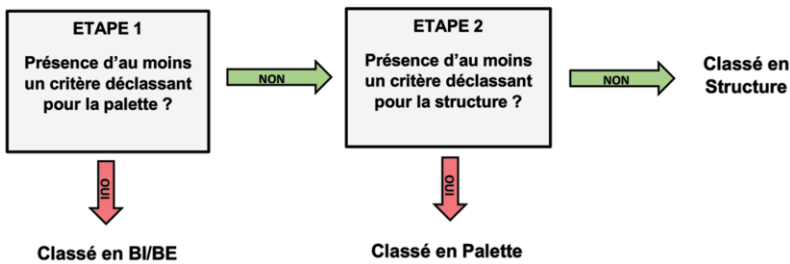 ETAPE 1
Présence d'au moins
un critère déclassant
pour la palette ?
NON
OUI
Classé en BI/BE
ETAPE 2
Présence d'au moins
un critère déclassant
pour la structure ?
NON
OUI
Classé en Palette
Classé en
Structure